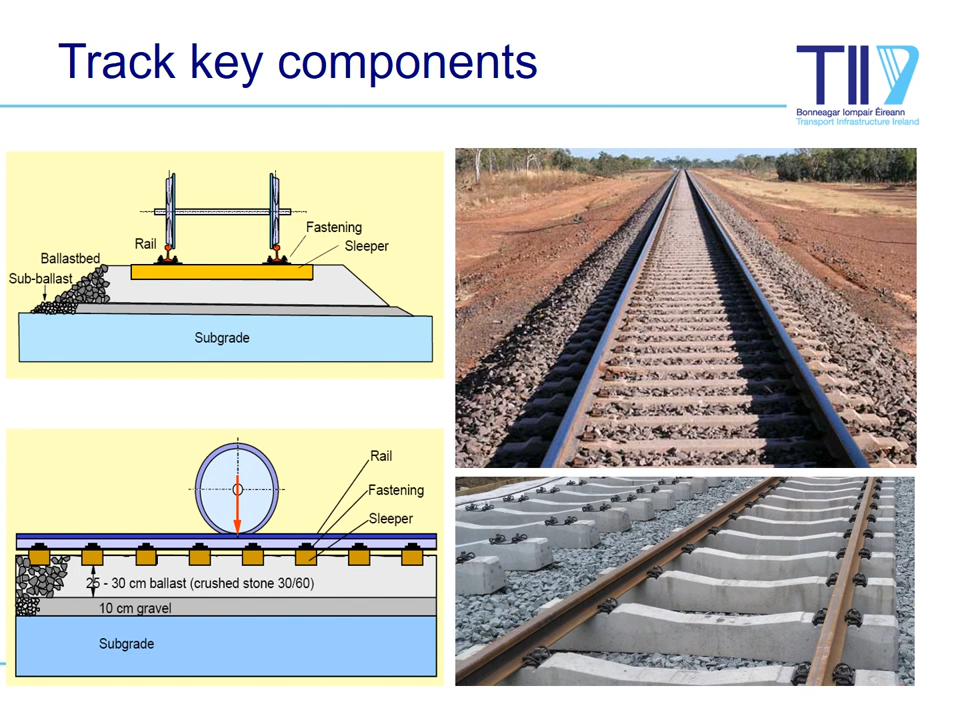 Track key components
TII
Bonneagar Iompair Éireann
Transport Infrastructure Ireland
Fastening
Rail
Sleeper
Ballastbed
Sub-ballast
Subgrade
Rail
Fastening
Sleeper
25 - 30 cm ballast (crushed stone 30/60)
10 cm gravel
Subgrade